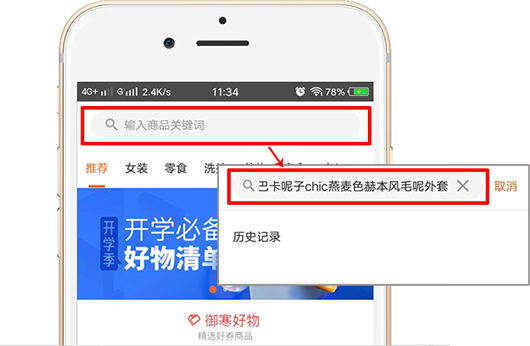 4G+ G 2.4K/s 11:34 78%
输入商品关键词
推荐 女装 零食
巴卡呢子chic燕麦色赫本风毛呢外套 取消
历史记录
开学季
开学必备
好物清单
御寒好物
精选好券商品